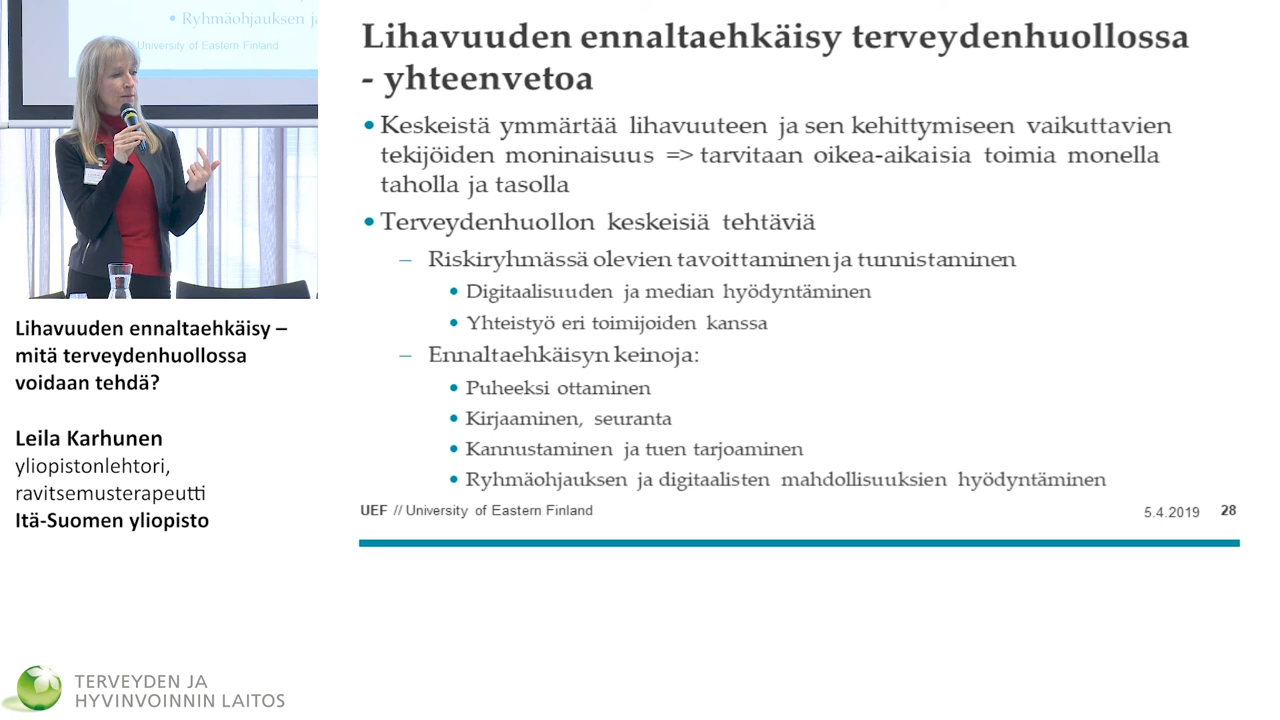 • Ryhmäohjauksen ja
University of Eastern Finland
Lihavuuden ennaltaehkäisy –
mitä terveydenhuollossa
voidaan tehdä?
Leila Karhunen
yliopistonlehtori,
ravitsemusterapeutti
Itä-Suomen yliopisto
TERVEYDEN JA
HYVINVOINNIN LAITOS
Lihavuuden ennaltaehkäisy terveydenhuollossa
- yhteenvetoa
• Keskeistä ymmärtää lihavuuteen ja sen kehittymiseen vaikuttavien
tekijöiden moninaisuus => tarvitaan oikea-aikaisia toimia monella
taholla ja tasolla
• Terveydenhuollon keskeisiä tehtäviä
– Riskiryhmässä olevien tavoittaminen ja tunnistaminen
• Digitaalisuuden ja median hyödyntäminen
• Yhteistyö eri toimijoiden kanssa
– Ennaltaehkäisyn keinoja:
• Puheeksi ottaminen
• Kirjaaminen, seuranta
• Kannustaminen ja tuen tarjoaminen
• Ryhmäohjauksen ja digitaalisten mahdollisuuksien hyödyntäminen
UEF // University of Eastern Finland
5.4.2019 28